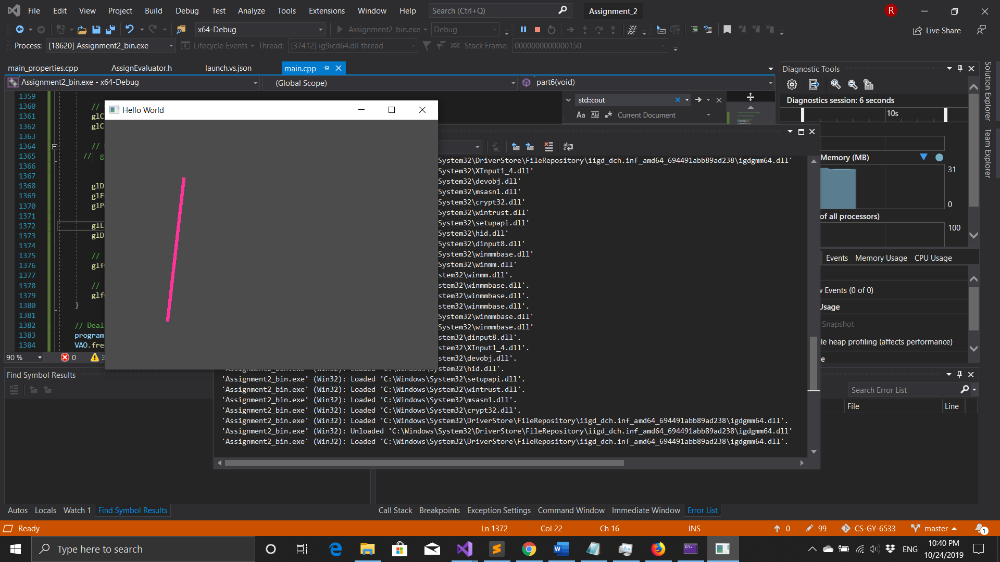 File Edit View Project Build Debug Test Analyze Tools Extensions Window Help Search (Ctrl+Q) Assignment_2 R
x64-Debug Assignment2_bin.exe Debug Live Share
Process: [18620] Assignment2_bin.exe Lifecycle Events Thread: [37412] ig9icd64.dll thread Stack Frame: 0000000000000150
main_properties.cpp AssignEvaluator.h launch.vs.json main.cpp
Diagnostic Tools
Assignment2_bin.exe - x64-Debug (Global Scope) part6(void)
Solution Explorer
Team Explorer
std::cout
Aa Abl Current Document
Diagnostics session: 6 seconds
10s
Memory (MB)
31
0
of all processors)
100
Events Memory Usage CPU Usage
v Events (0 of 0)
Usage
Snapshot
le heap profiling (affects performance)
e
Hello World
1359
1360 //
1361 glC
1362 glC
1363
1364 //
1365 // g
1366
1367
1368 glD
1369 glE
1370 glP
1371
1372 glL
1373 glD
1374
1375 //
1376 glf
1377
1378 //
1379 glf
1380 }
1381
1382 // Deal
1383 program
1384 VAO.fre
90 % 0 3
System32\DriverStore\FileRepository\iigd_dch.inf_amd64_694491abb89ad238\igdgmm64.dll'
System32\XInput1_4.dll'
System32\devobj.dll'
System32\msasn1.dll'
System32\crypt32.dll'
System32\wintrust.dll'
System32\setupapi.dll'
System32\hid.dll'
System32\dinput8.dll'
System32\winmmbase.dll'
System32\winmm.dll'
stem32\winmm.dll'.
stem32\winmmbase.dll'.
stem32\winmmbase.dll'.
stem32\winmmbase.dll'.
System32\winmmbase.dll'
System32\winmmbase.dll'
stem32\dinput8.dll'.
stem32\XInput1_4.dll'.
stem32\devobj.dll'.
'Assignment2_bin.exe' (Win32): Loaded 'C:\Windows\System32\hid.dll'.
'Assignment2_bin.exe' (Win32): Loaded 'C:\Windows\System32\setupapi.dll'.
'Assignment2_bin.exe' (Win32): Loaded 'C:\Windows\System32\wintrust.dll'.
'Assignment2_bin.exe' (Win32): Loaded 'C:\Windows\System32\msasn1.dll'.
'Assignment2_bin.exe' (Win32): Loaded 'C:\Windows\System32\crypt32.dll'.
'Assignment2_bin.exe' (Win32): Loaded 'C:\Windows\System32\DriverStore\FileRepository\iigd_dch.inf_amd64_694491abb89ad238\igdgmm64.dll'.
'Assignment2_bin.exe' (Win32): Unloaded 'C:\Windows\System32\DriverStore\FileRepository\iigd_dch.inf_amd64_694491abb89ad238\igdgmm64.dll'
'Assignment2_bin.exe' (Win32): Loaded 'C:\Windows\System32\DriverStore\FileRepository\iigd_dch.inf_amd64_694491abb89ad238\igdgmm64.dll'.
Find Symbol Results
Search Error List
File Line
Autos Locals Watch 1 Find Symbol Results
Call Stack Breakpoints Exception Settings Command Window Immediate Window Error List
Ready Ln 1372 Col 22 Ch 16 INS 0 99 CS-GY-6533 master 1
Type here to search
ENG 10:40 PM
10/24/2019